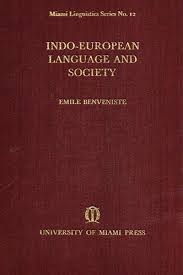 Miami Linguistics Series No. 12
INDO-EUROPEAN
LANGUAGE AND
SOCIETY
EMILE BENVENISTE
UNIVERSITY OF MIAMI PRESS